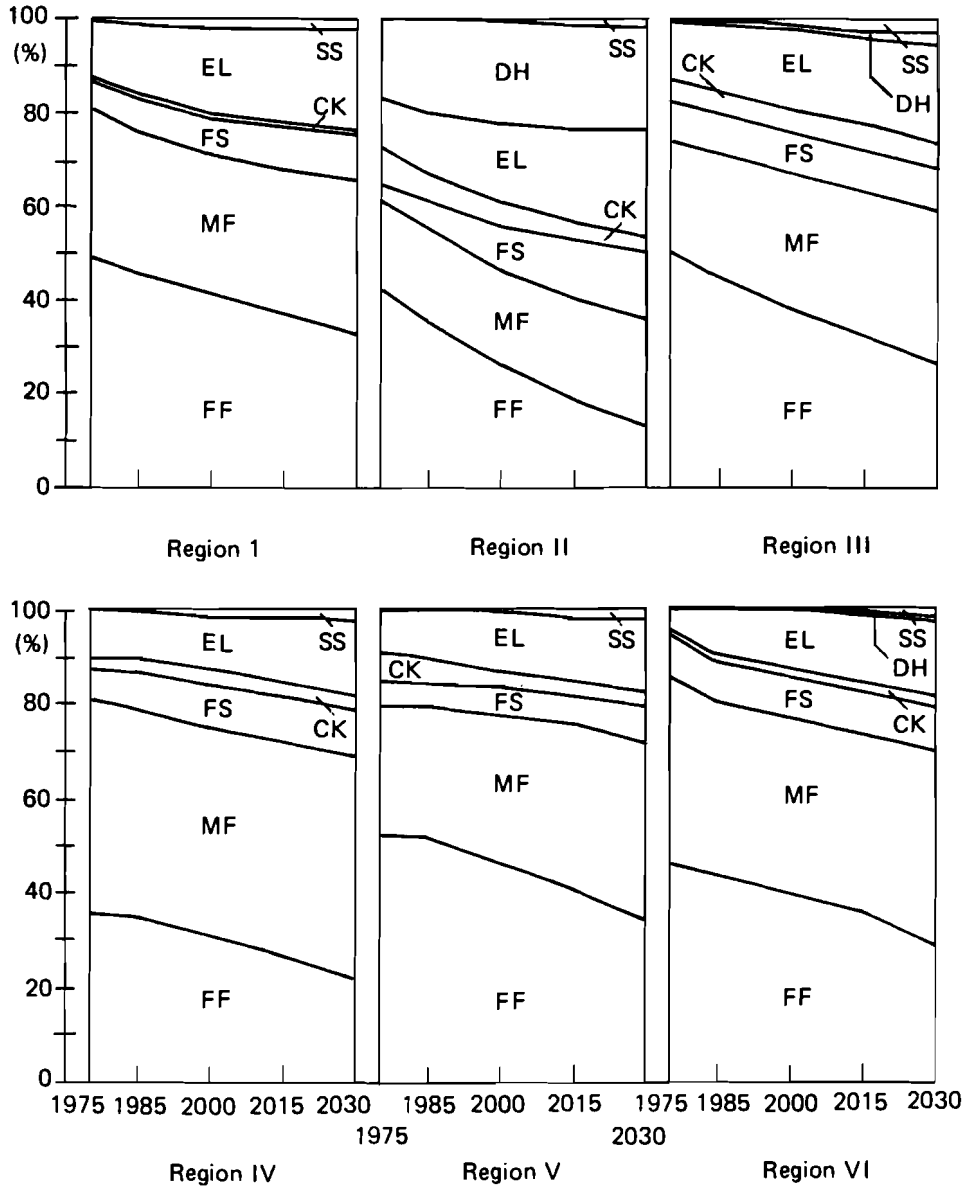 100
(%)
80
60
40
20
0
SS
EL
CK
FS
MF
FF
Region 1
SS
DH
EL
CK
FS
MF
FF
Region II
CK
EL
SS
DH
FS
MF
FF
Region III
100
(%)
80
60
40
20
0
EL
SS
FS
CK
MF
FF
1975 1985 2000 2015 2030
Region IV
EL
SS
CK
FS
MF
FF
1985 2000 2015
1975 2030
Region V
EL
SS
DH
FS
CK
MF
FF
1975 1985 2000 2015 2030
Region VI